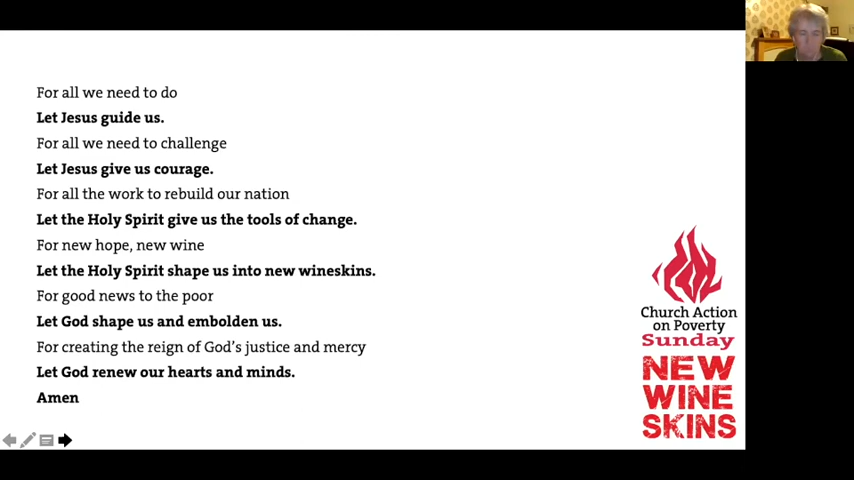 For all we need to do
Let Jesus guide us.
For all we need to challenge
Let Jesus give us courage.
For all the work to rebuild our nation
Let the Holy Spirit give us the tools of change.
For new hope, new wine
Let the Holy Spirit shape us into new wineskins.
For good news to the poor
Let God shape us and embolden us.
For creating the reign of God’s justice and mercy
Let God renew our hearts and minds.
Amen
Church Action
on Poverty
Sunday
NEW
WINE
SKINS